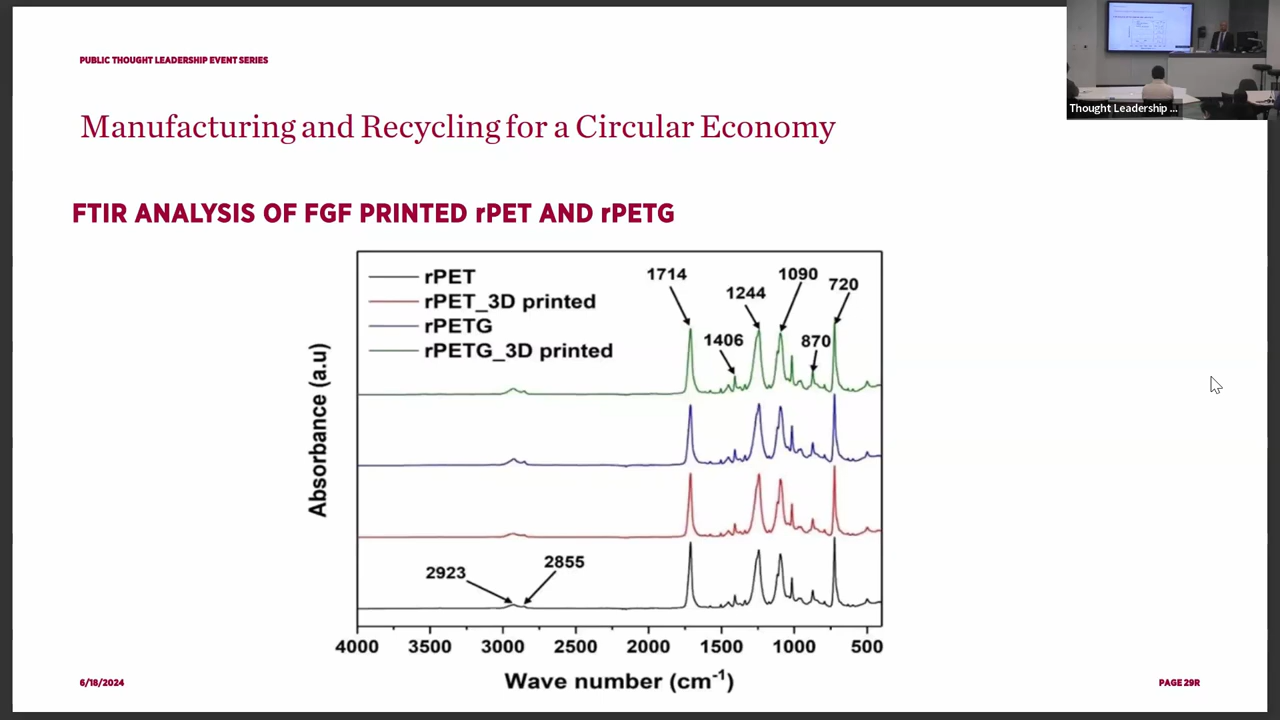 PUBLIC THOUGHT LEADERSHIP EVENT SERIES
Thought Leadership ...
Manufacturing and Recycling for a Circular Economy
FTIR ANALYSIS OF FGF PRINTED rPET AND rPETG
rPET
rPET_3D printed
rPETG
rPETG_3D printed
1714
1406
1244
1090
870
720
2923
2855
Absorbance (a.u)
4000 3500 3000 2500 2000 1500 1000 500
Wave number (cm⁻¹)
6/18/2024
PAGE 29R